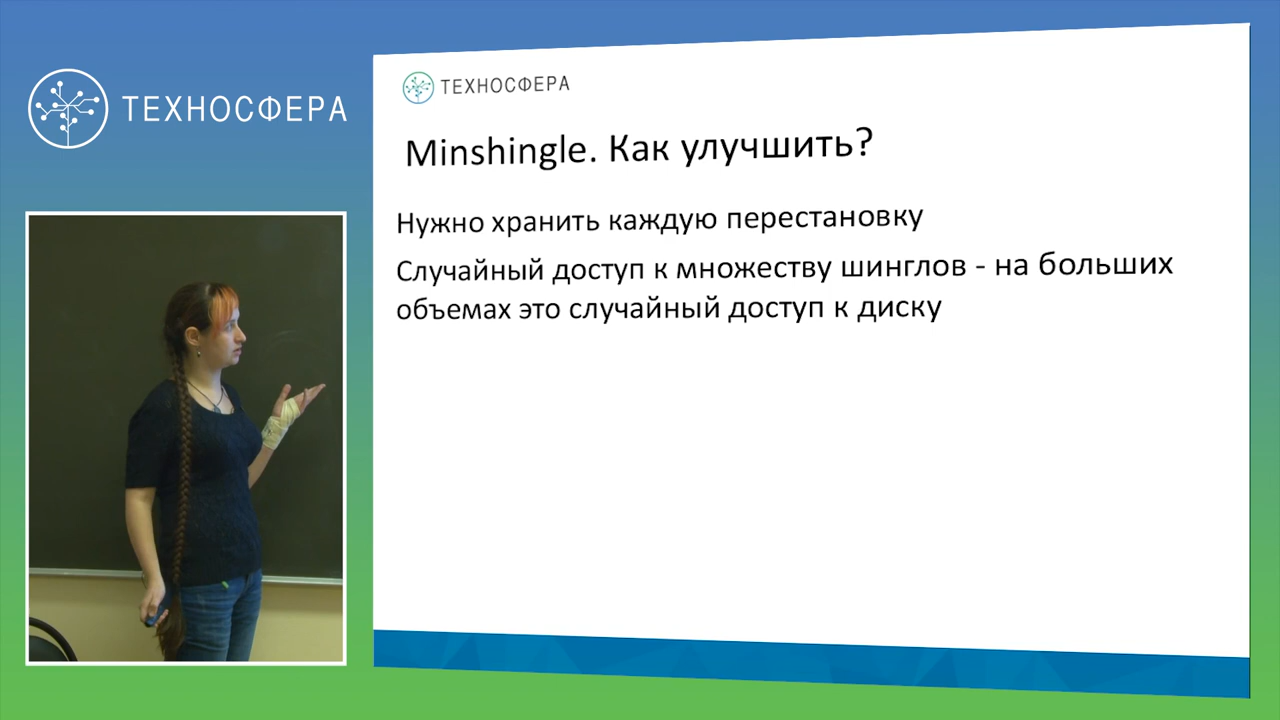 ТЕХНОСФЕРА
ТЕХНОСФЕРА
Minshingle. Как улучшить?
Нужно хранить каждую перестановку
Случайный доступ к множеству шинглов - на больших
объемах это случайный доступ к диску